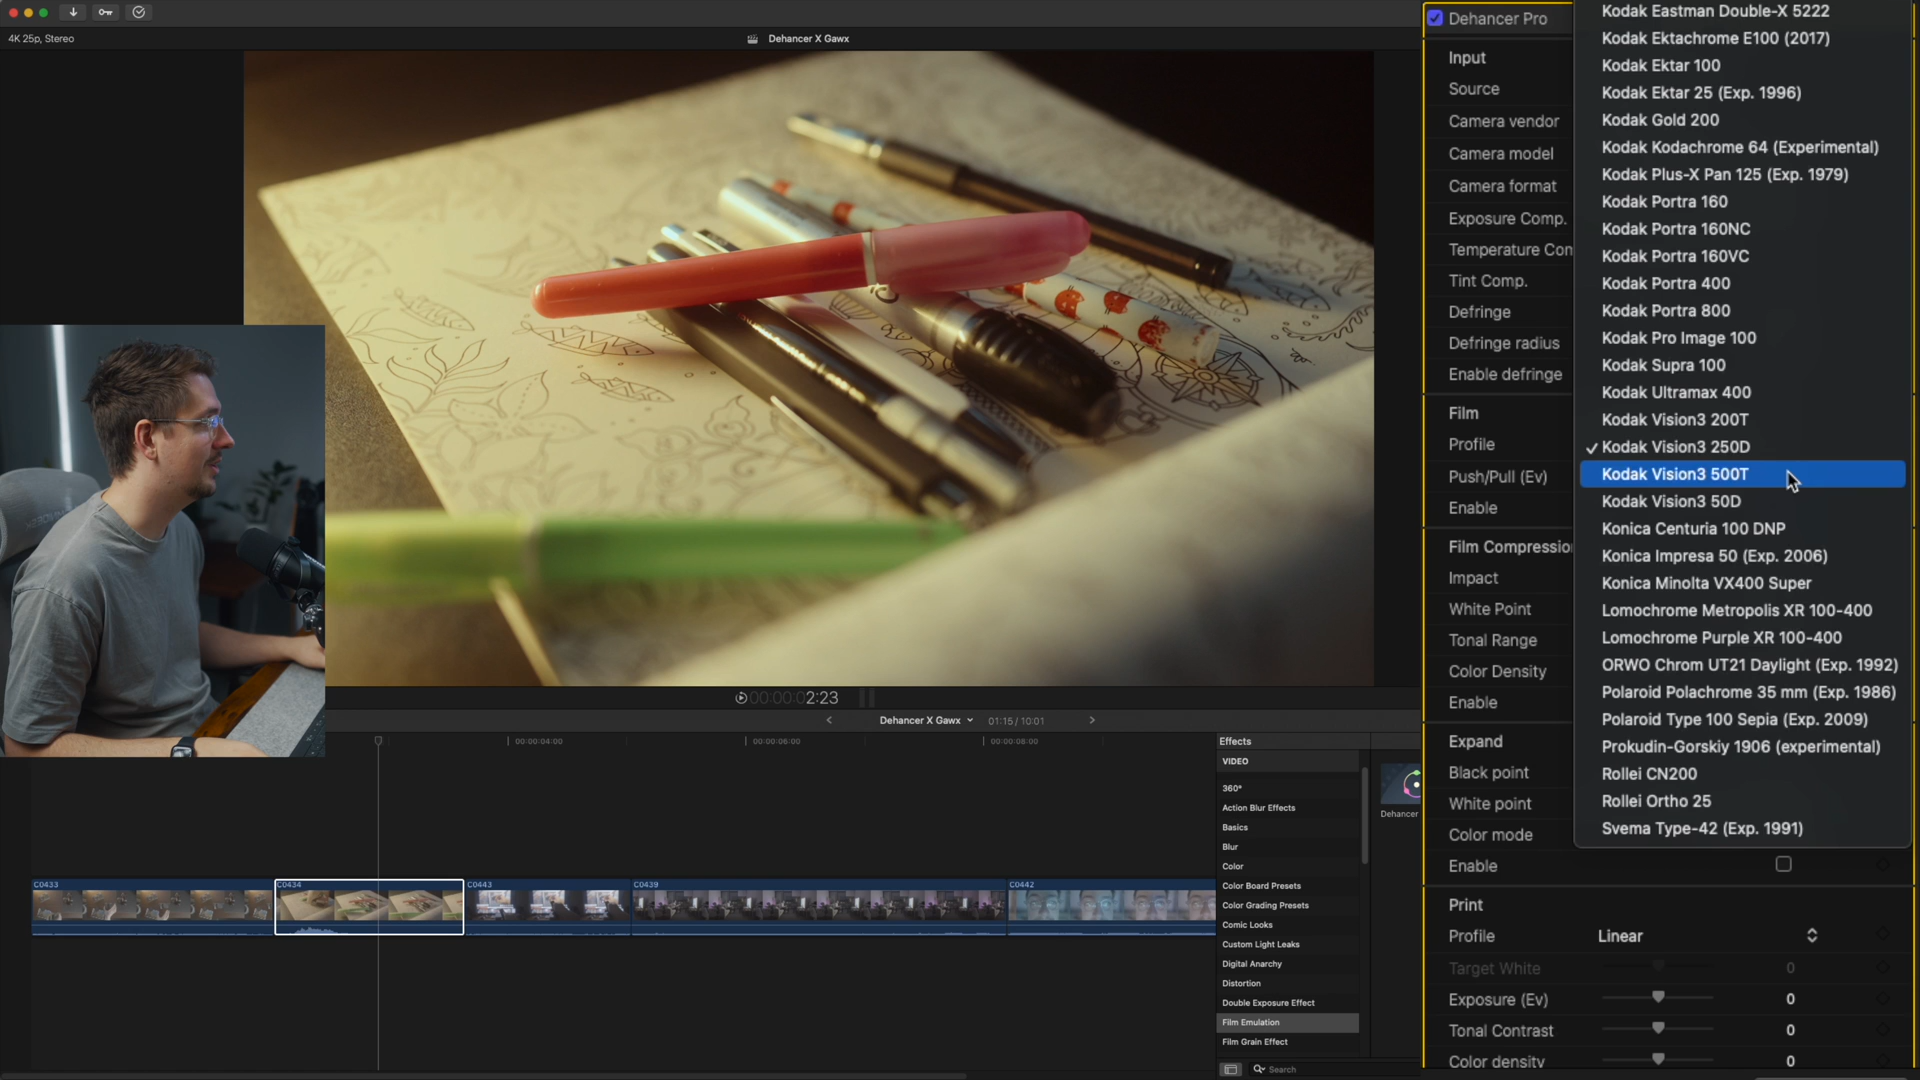 4K 25p, Stereo
Dehancer X Gawx
00:00:00:02:23
Dehancer X Gawx
01:15 / 10:01
00:00:04:00
00:00:06:00
00:00:08:00
C0433
C0434
C0443
C0439
C0442
Effects
VIDEO
360°
Action Blur Effects
Basics
Blur
Color
Color Board Presets
Color Grading Presets
Comic Looks
Custom Light Leaks
Digital Anarchy
Distortion
Double Exposure Effect
Film Emulation
Film Grain Effect
Search
Dehancer
Dehancer Pro
Input
Source
Camera vendor
Camera model
Camera format
Exposure Comp.
Temperature Com
Tint Comp.
Defringe
Defringe radius
Enable defringe
Film
Profile
Push/Pull (Ev)
Enable
Film Compressio
Impact
White Point
Tonal Range
Color Density
Enable
Expand
Black point
White point
Color mode
Enable
Print
Profile Linear
Target White 0
Exposure (Ev) 0
Tonal Contrast 0
Color density 0
Kodak Eastman Double-X 5222
Kodak Ektachrome E100 (2017)
Kodak Ektar 100
Kodak Ektar 25 (Exp. 1996)
Kodak Gold 200
Kodak Kodachrome 64 (Experimental)
Kodak Plus-X Pan 125 (Exp. 1979)
Kodak Portra 160
Kodak Portra 160NC
Kodak Portra 160VC
Kodak Portra 400
Kodak Portra 800
Kodak Pro Image 100
Kodak Supra 100
Kodak Ultramax 400
Kodak Vision3 200T
✓ Kodak Vision3 250D
Kodak Vision3 500T
Kodak Vision3 50D
Konica Centuria 100 DNP
Konica Impresa 50 (Exp. 2006)
Konica Minolta VX400 Super
Lomochrome Metropolis XR 100-400
Lomochrome Purple XR 100-400
ORWO Chrom UT21 Daylight (Exp. 1992)
Polaroid Polachrome 35 mm (Exp. 1986)
Polaroid Type 100 Sepia (Exp. 2009)
Prokudin-Gorskiy 1906 (experimental)
Rollei CN200
Rollei Ortho 25
Svema Type-42 (Exp. 1991)